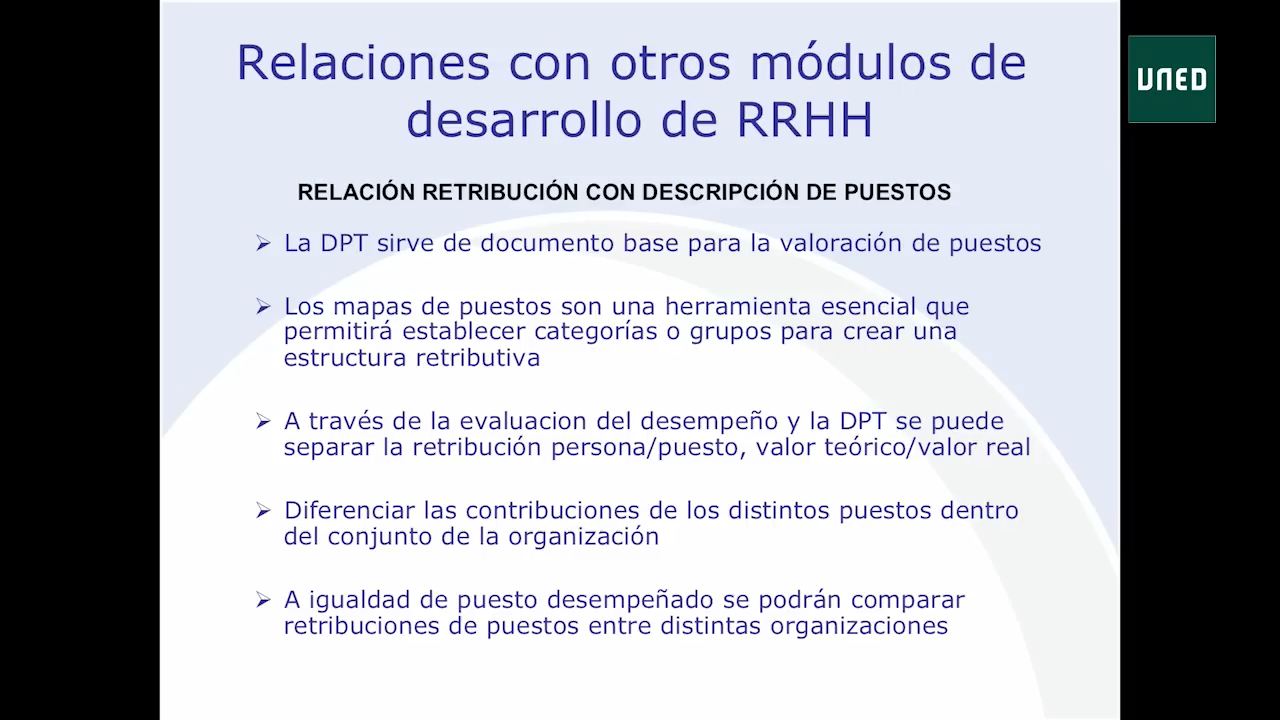 Relaciones con otros módulos de
desarrollo de RRHH
UNED
RELACIÓN RETRIBUCIÓN CON DESCRIPCIÓN DE PUESTOS
➢ La DPT sirve de documento base para la valoración de puestos
➢ Los mapas de puestos son una herramienta esencial que
permitirá establecer categorías o grupos para crear una
estructura retributiva
➢ A través de la evaluacion del desempeño y la DPT se puede
separar la retribución persona/puesto, valor teórico/valor real
➢ Diferenciar las contribuciones de los distintos puestos dentro
del conjunto de la organización
➢ A igualdad de puesto desempeñado se podrán comparar
retribuciones de puestos entre distintas organizaciones